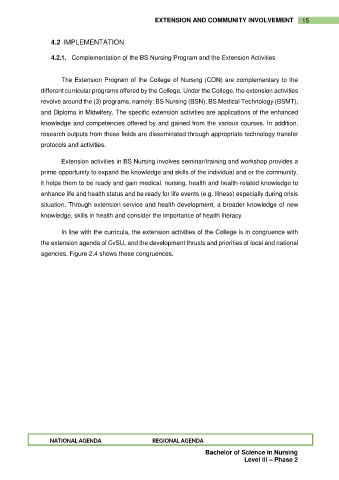 EXTENSION AND COMMUNITY INVOLVEMENT 15
4.2 IMPLEMENTATION
4.2.1. Complementation of the BS Nursing Program and the Extension Activities
The Extension Program of the College of Nursing (CON) are complementary to the
different curricular programs offered by the College. Under the College, the extension activities
revolve around the (3) programs, namely: BS Nursing (BSN), BS Medical Technology (BSMT),
and Diploma in Midwifery. The specific extension activities are applications of the enhanced
knowledge and competencies offered by and gained from the various courses. In addition,
research outputs from these fields are disseminated through appropriate technology transfer
protocols and activities.
Extension activities in BS Nursing involves seminar/training and workshop provides a
prime opportunity to expand the knowledge and skills of the individual and or the community,
it helps them to be ready and gain medical, nursing, health and health-related knowledge to
enhance life and health status and be ready for life events (e.g. Illness) especially during crisis
situation. Through extension service and health development, a broader knowledge of new
knowledge, skills in health and consider the importance of health literacy.
In line with the curricula, the extension activities of the College is in congruence with
the extension agenda of CvSU, and the development thrusts and priorities of local and national
agencies. Figure 2.4 shows these congruences.
NATIONAL AGENDA REGIONAL AGENDA
Bachelor of Science in Nursing
Level III – Phase 2